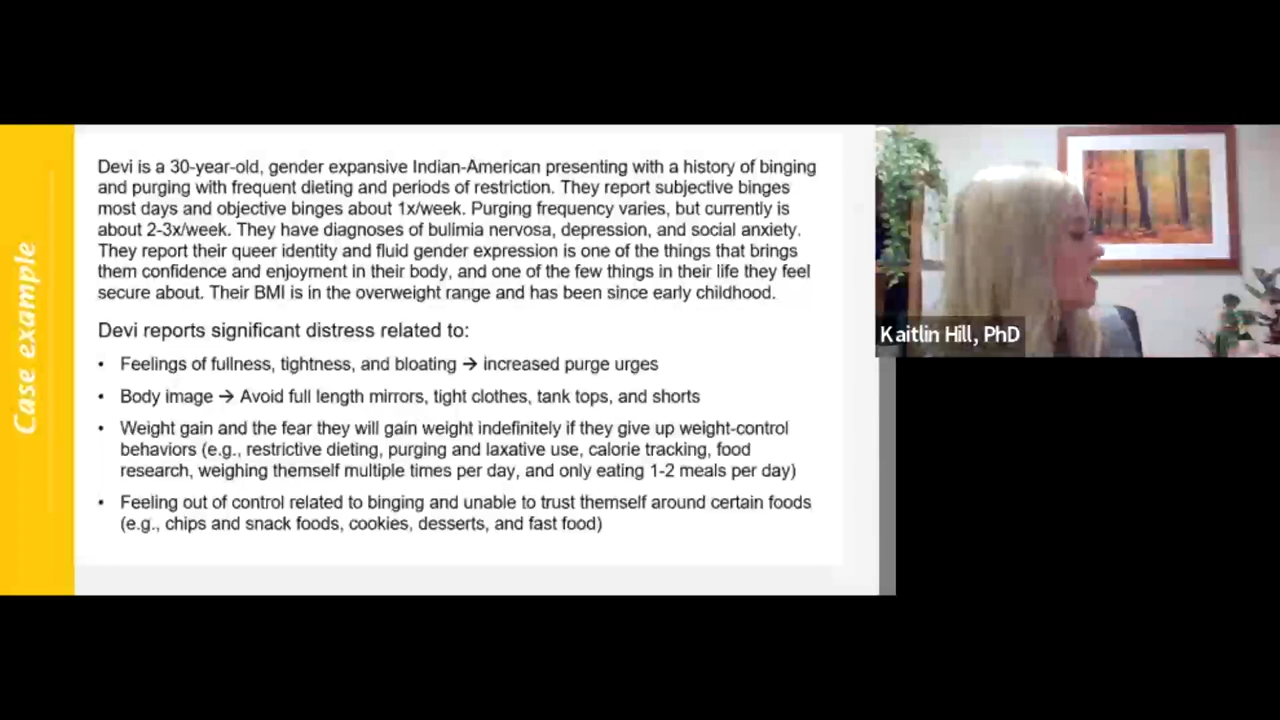 Case example
Devi is a 30-year-old, gender expansive Indian-American presenting with a history of binging
and purging with frequent dieting and periods of restriction. They report subjective binges
most days and objective binges about 1x/week. Purging frequency varies, but currently is
about 2-3x/week. They have diagnoses of bulimia nervosa, depression, and social anxiety.
They report their queer identity and fluid gender expression is one of the things that brings
them confidence and enjoyment in their body, and one of the few things in their life they feel
secure about. Their BMI is in the overweight range and has been since early childhood.
Devi reports significant distress related to:
• Feelings of fullness, tightness, and bloating → increased purge urges
• Body image → Avoid full length mirrors, tight clothes, tank tops, and shorts
• Weight gain and the fear they will gain weight indefinitely if they give up weight-control
behaviors (e.g., restrictive dieting, purging and laxative use, calorie tracking, food
research, weighing themself multiple times per day, and only eating 1-2 meals per day)
• Feeling out of control related to binging and unable to trust themself around certain foods
(e.g., chips and snack foods, cookies, desserts, and fast food)
Kaitlin Hill, PhD